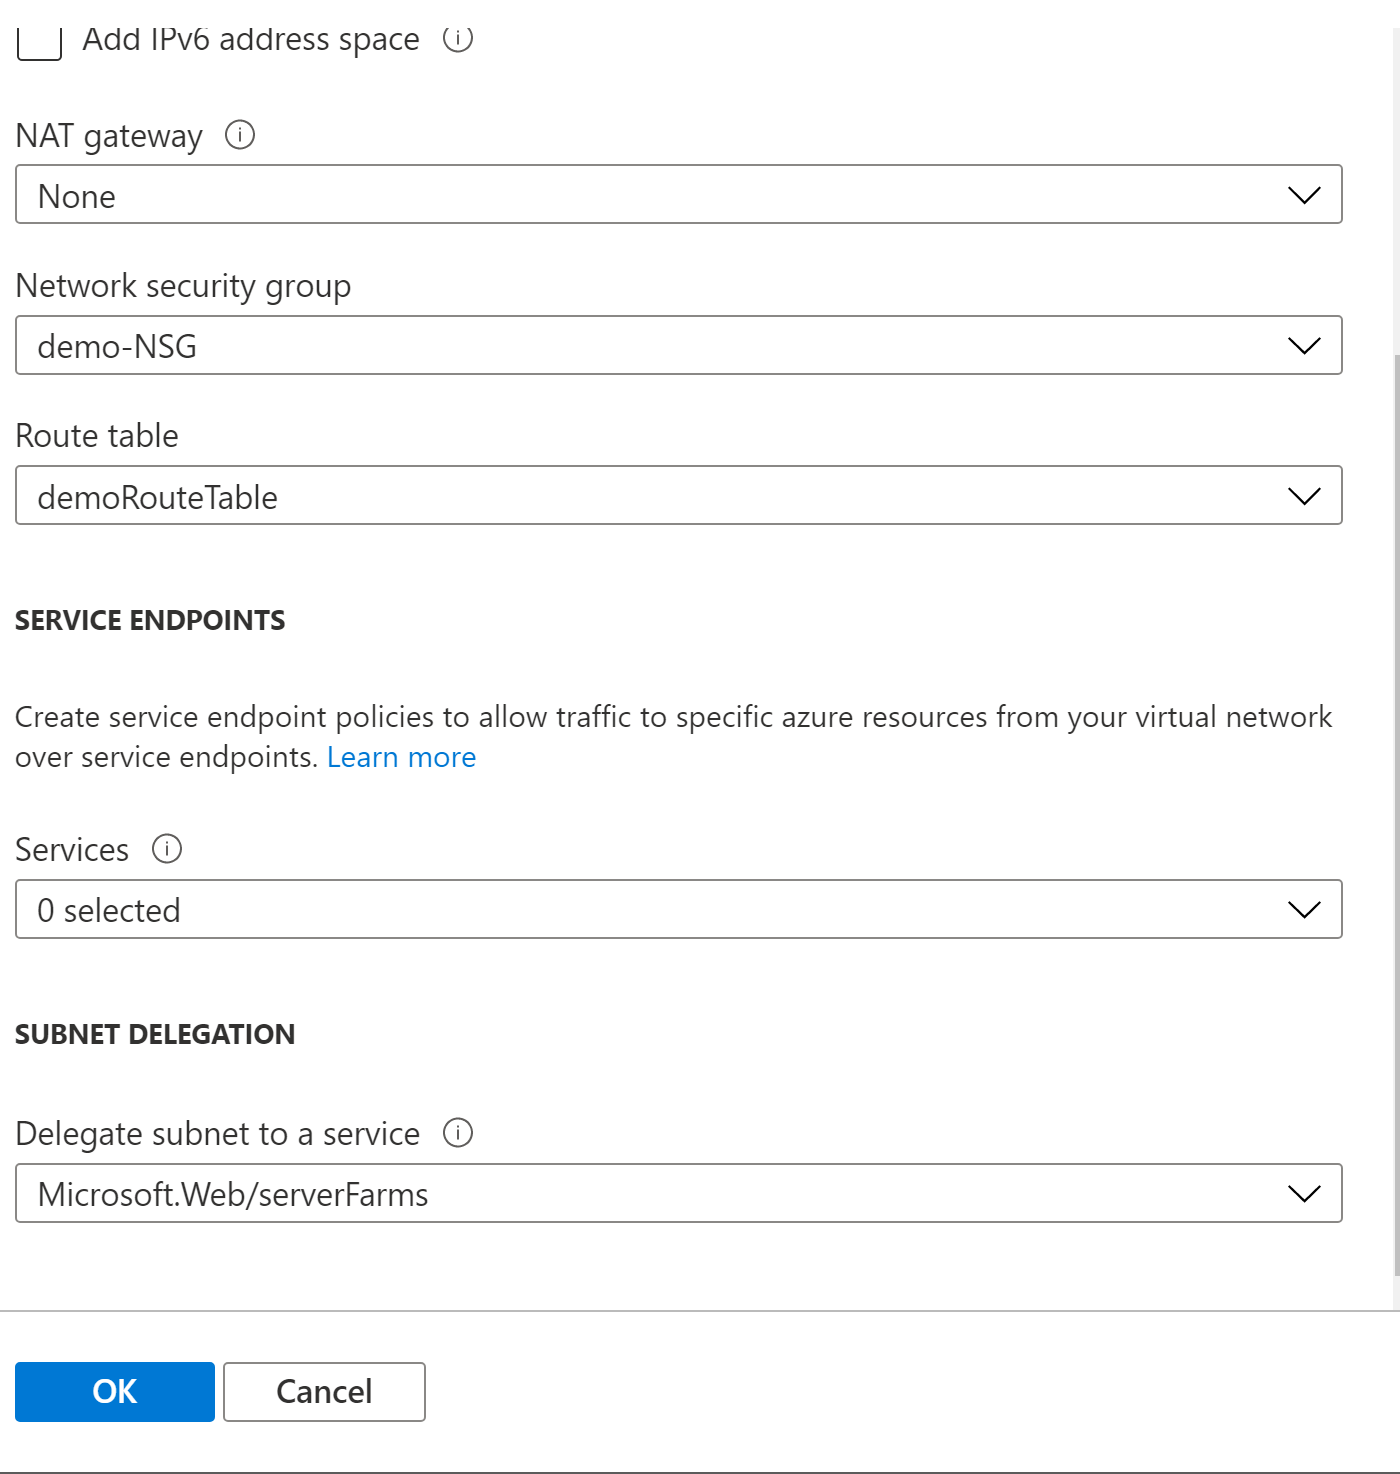 Add IPv6 address space
NAT gateway
None
Network security group
demo-NSG
Route table
demoRouteTable
SERVICE ENDPOINTS
Create service endpoint policies to allow traffic to specific azure resources from your virtual network
over service endpoints. Learn more
Services
0 selected
SUBNET DELEGATION
Delegate subnet to a service
Microsoft.Web/serverFarms
OK Cancel